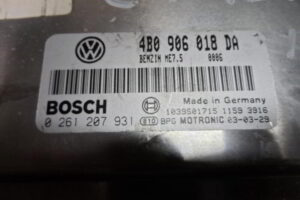 4B0 906 018 DA
BENZIN ME7.5 0006
Made in Germany
BOSCH
1039S01715 1159 3916
0 261 207 931 E10 BPG MOTRONIC 03-03-29